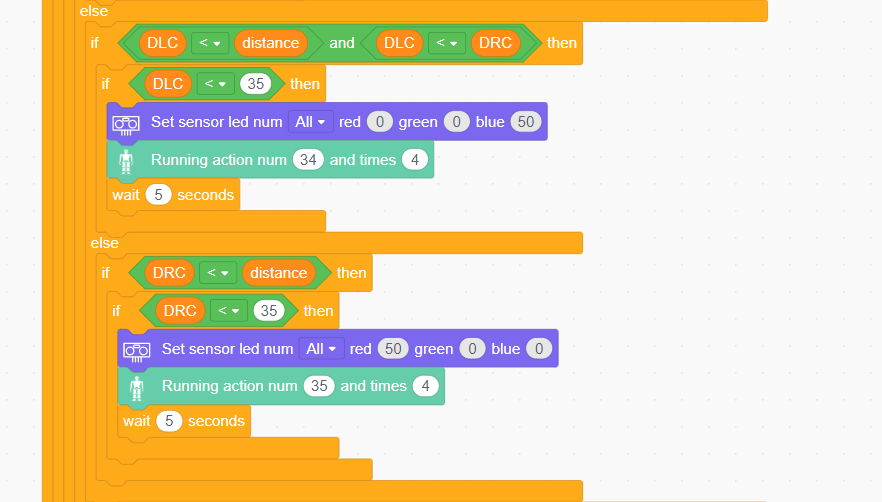 else
if DLC < distance and DLC < DRC then
if DLC < 35 then
Set sensor led num All red 0 green 0 blue 50
Running action num 34 and times 4
wait 5 seconds
else
if DRC < distance then
if DRC < 35 then
Set sensor led num All red 50 green 0 blue 0
Running action num 35 and times 4
wait 5 seconds